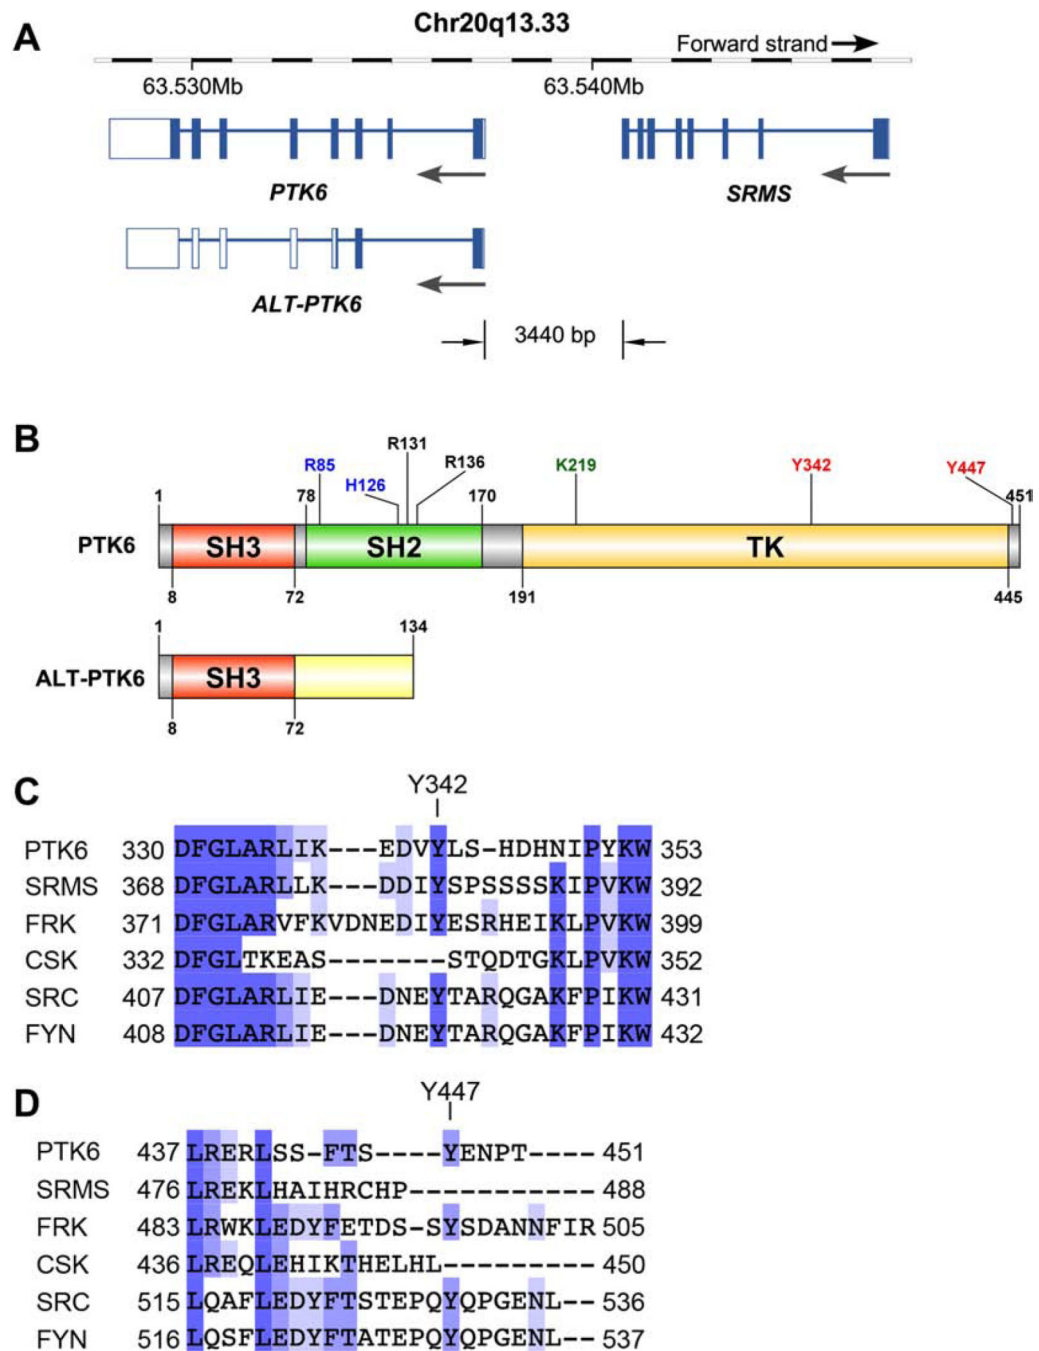 A
Chr20q13.33
Forward strand
63.530Mb 63.540Mb
PTK6 SRMS
ALT-PTK6
3440 bp
B
R131
R85 R136 K219 Y342 Y447
H126
1 78 170 451
PTK6 SH3 SH2 TK
8 72 191 445
1 134
ALT-PTK6 SH3
8 72
C
Y342
PTK6 330 DFGLARLIK---EDVYLS-HDHNIPYKW 353
SRMS 368 DFGLARLLK---DDIYSPSSSSKIPVKW 392
FRK 371 DFGLARVFKVDNEDIYESRHEIKLPVKW 399
CSK 332 DFGLTKEAS-------STQDTGKLPVKW 352
SRC 407 DFGLARLIE---DNEYTARQGAKFPIKW 431
FYN 408 DFGLARLIE---DNEYTARQGAKFPIKW 432
D
Y447
PTK6 437 LRERLSS-FTS----YENPT---- 451
SRMS 476 LREKLHAIHRCHP----------- 488
FRK 483 LRWKLEDYFETDS-SYSDANNFIR 505
CSK 436 LREQLEHIKTHELHL--------- 450
SRC 515 LQAFLEDYFTSTEPQYQPGENL-- 536
FYN 516 LQSFLEDYFTATEPQYQPGENL-- 537